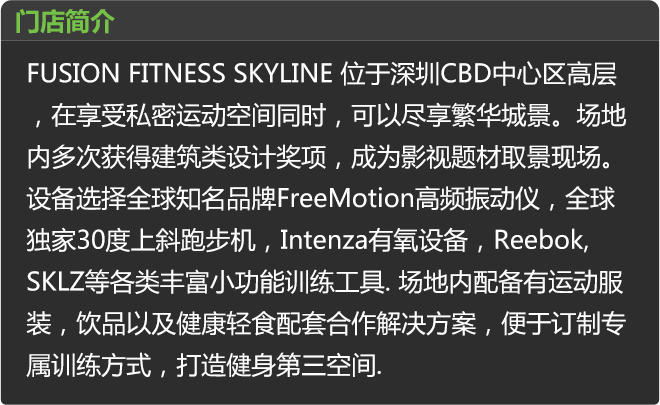 门店简介
FUSION FITNESS SKYLINE 位于深圳CBD中心区高层
，在享受私密运动空间同时，可以尽享繁华城景。场地
内多次获得建筑类设计奖项，成为影视题材取景现场。
设备选择全球知名品牌FreeMotion高频振动仪，全球
独家30度上斜跑步机，Intenza有氧设备，Reebok,
SKLZ等各类丰富小功能训练工具. 场地内配备有运动服
装，饮品以及健康轻食配套合作解决方案，便于订制专
属训练方式，打造健身第三空间.